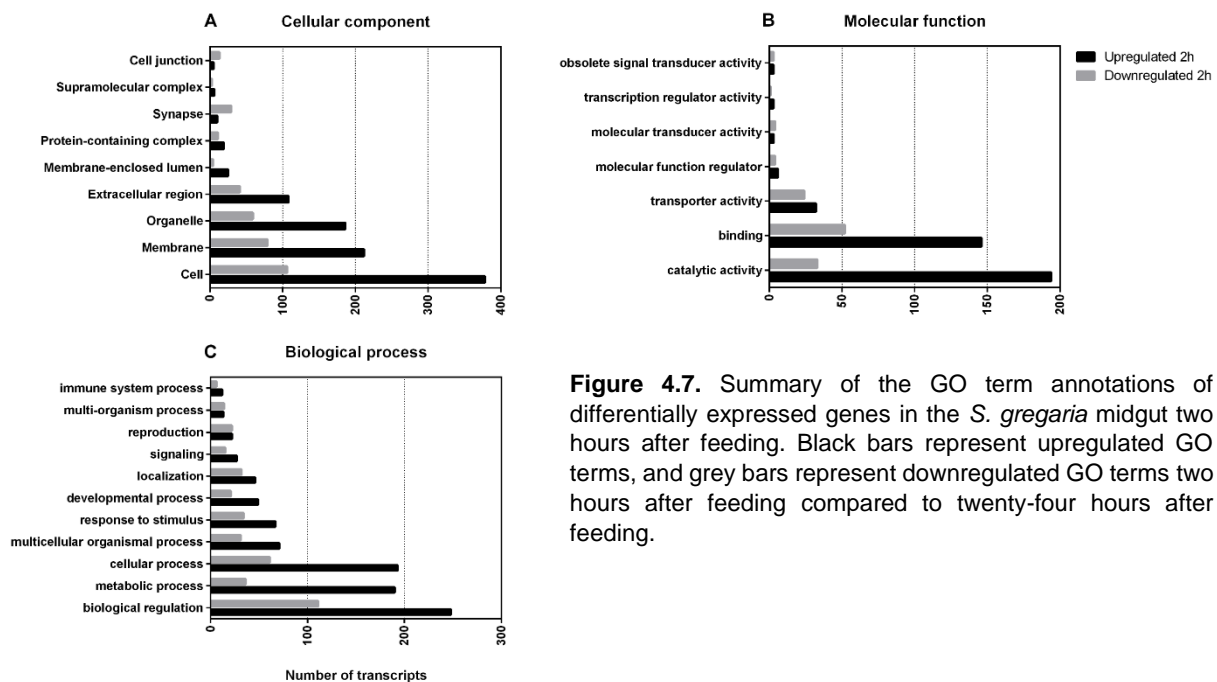 A Cellular component
Cell junction
Supramolecular complex
Synapse
Protein-containing complex
Membrane-enclosed lumen
Extracellular region
Organelle
Membrane
Cell
0 100 200 300 400
B Molecular function
obsolete signal transducer activity
transcription regulator activity
molecular transducer activity
molecular function regulator
transporter activity
binding
catalytic activity
0 50 100 150 200
Upregulated 2h
Downregulated 2h
C Biological process
immune system process
multi-organism process
reproduction
signaling
localization
developmental process
response to stimulus
multicellular organismal process
cellular process
metabolic process
biological regulation
0 100 200 300
Number of transcripts
Figure 4.7. Summary of the GO term annotations of
differentially expressed genes in the S. gregaria midgut two
hours after feeding. Black bars represent upregulated GO
terms, and grey bars represent downregulated GO terms two
hours after feeding compared to twenty-four hours after
feeding.